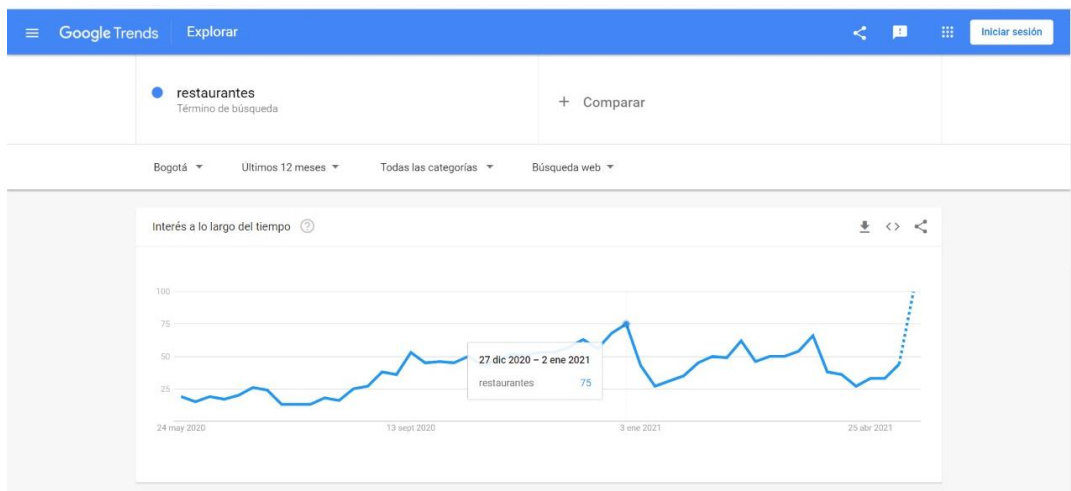 Google Trends Explorar Iniciar sesión
restaurantes
Término de búsqueda
+ Comparar
Bogotá Ultimos 12 meses Todas las categorías Búsqueda web
Interés a lo largo del tiempo
100
75
50
25
27 dic 2020 – 2 ene 2021
restaurantes 75
24 may 2020 13 sept 2020 3 ene 2021 25 abr 2021